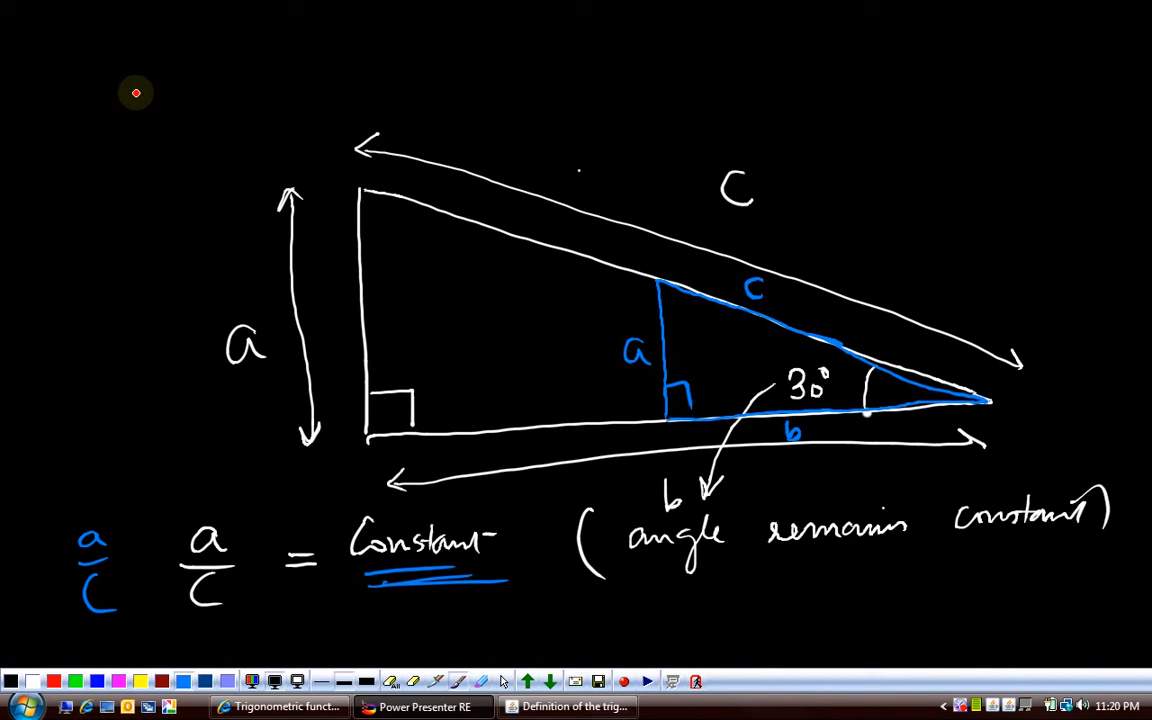 C
c
a
a
30°
b
b
a/c a/c = Constant (angle remains constant)
Trigonometric funct...
Power Presenter RE
Definition of the trig...
11:20 PM